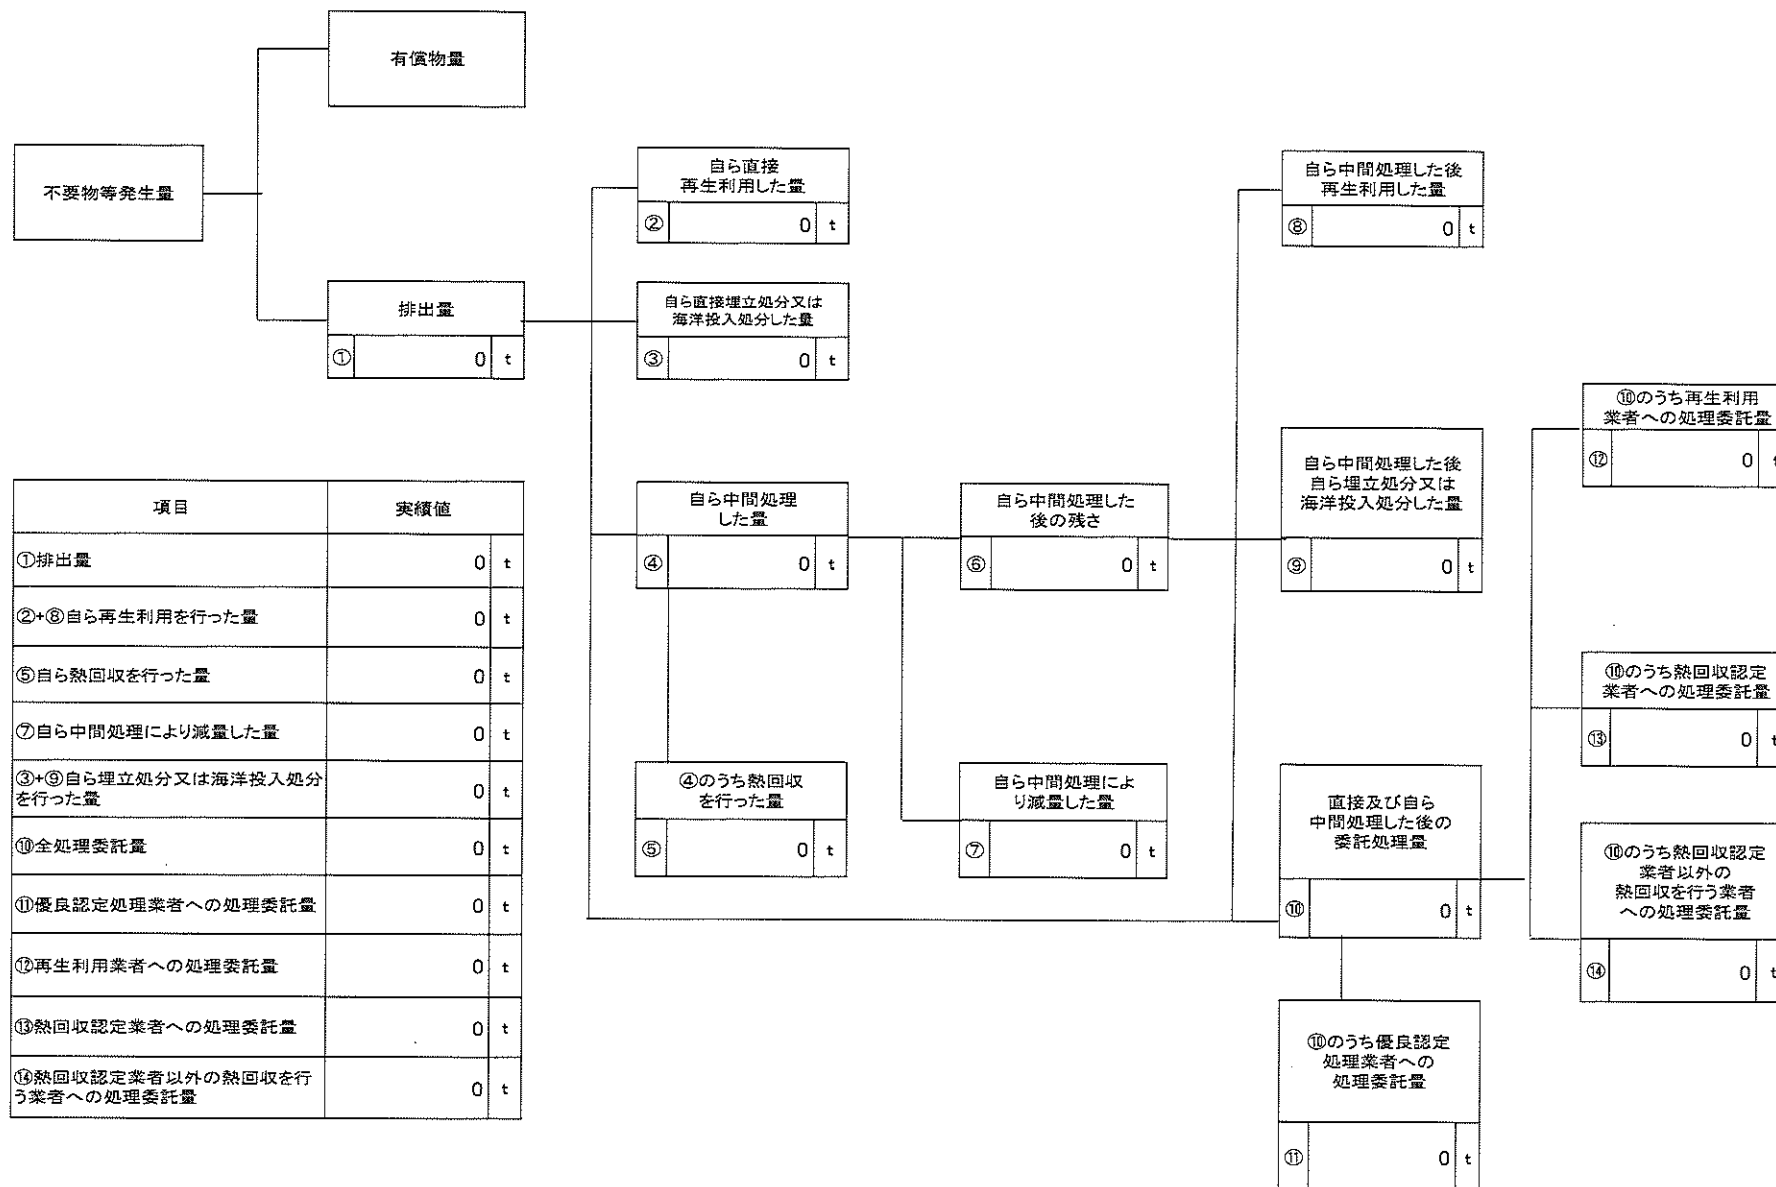 有償物量
不要物等発生量
排出量
① 0 t
自ら直接
再生利用した量
② 0 t
自ら直接埋立処分又は
海洋投入処分した量
③ 0 t
自ら中間処理
した量
④ 0 t
④のうち熱回収
を行った量
⑤ 0 t
自ら中間処理した
後の残さ
⑥ 0 t
自ら中間処理によ
り減量した量
⑦ 0 t
自ら中間処理した後
再生利用した量
⑧ 0 t
自ら中間処理した後
自ら埋立処分又は
海洋投入処分した量
⑨ 0 t
直接及び自ら
中間処理した後の
委託処理量
⑩ 0 t
⑩のうち優良認定
処理業者への
処理委託量
⑪ 0 t
⑩のうち再生利用
業者への処理委託量
⑫ 0 t
⑩のうち熱回収認定
業者への処理委託量
⑬ 0 t
⑩のうち熱回収認定
業者以外の
熱回収を行う業者
への処理委託量
⑭ 0 t
項目 実績値
①排出量 0 t
②+⑧自ら再生利用を行った量 0 t
⑤自ら熱回収を行った量 0 t
⑦自ら中間処理により減量した量 0 t
③+⑨自ら埋立処分又は海洋投入処分
を行った量 0 t
⑩全処理委託量 0 t
⑪優良認定処理業者への処理委託量 0 t
⑫再生利用業者への処理委託量 0 t
⑬熱回収認定業者への処理委託量 0 t
⑭熱回収認定業者以外の熱回収を行
う業者への処理委託量 0 t